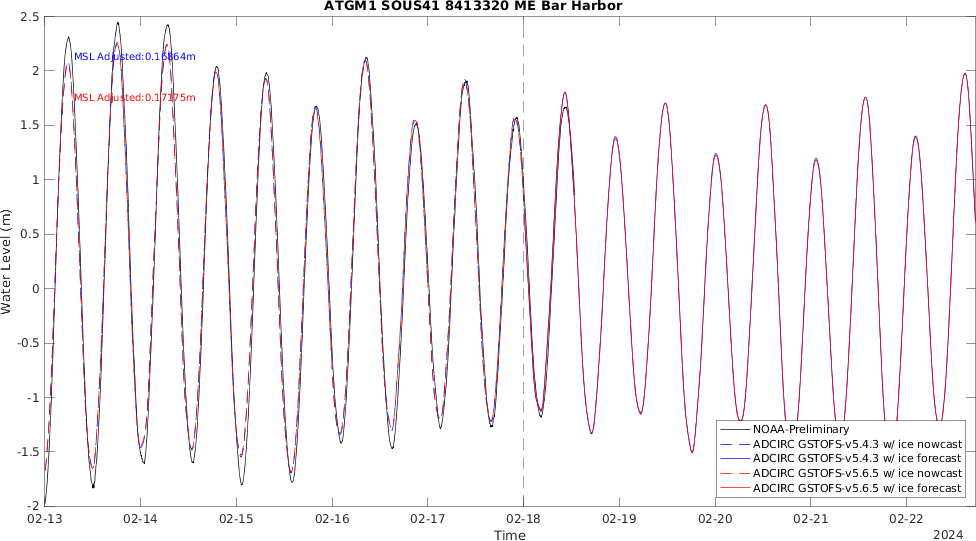 ATGM1 SOUS41 8413320 ME Bar Harbor
2.5
2
1.5
1
0.5
0
-0.5
-1
-1.5
-2
Water Level (m)
MSL Adjusted:0.16864m
MSL Adjusted:0.17175m
NOAA-Preliminary
ADCIRC GSTOFS-v5.4.3 w/ ice nowcast
ADCIRC GSTOFS-v5.4.3 w/ ice forecast
ADCIRC GSTOFS-v5.6.5 w/ ice nowcast
ADCIRC GSTOFS-v5.6.5 w/ ice forecast
02-13 02-14 02-15 02-16 02-17 02-18 02-19 02-20 02-21 02-22
Time
2024